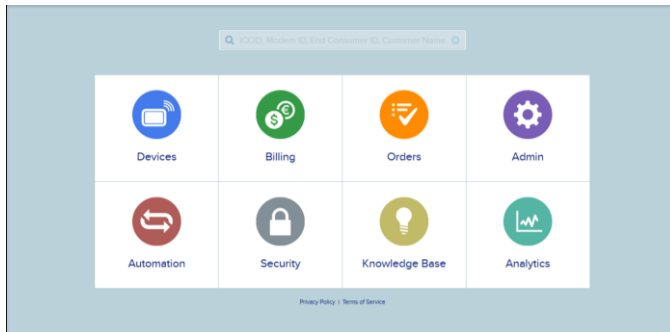 ICCID, Modem ID, End Consumer ID, Customer Name
Devices Billing Orders Admin
Automation Security Knowledge Base Analytics
Privacy Policy | Terms of Service